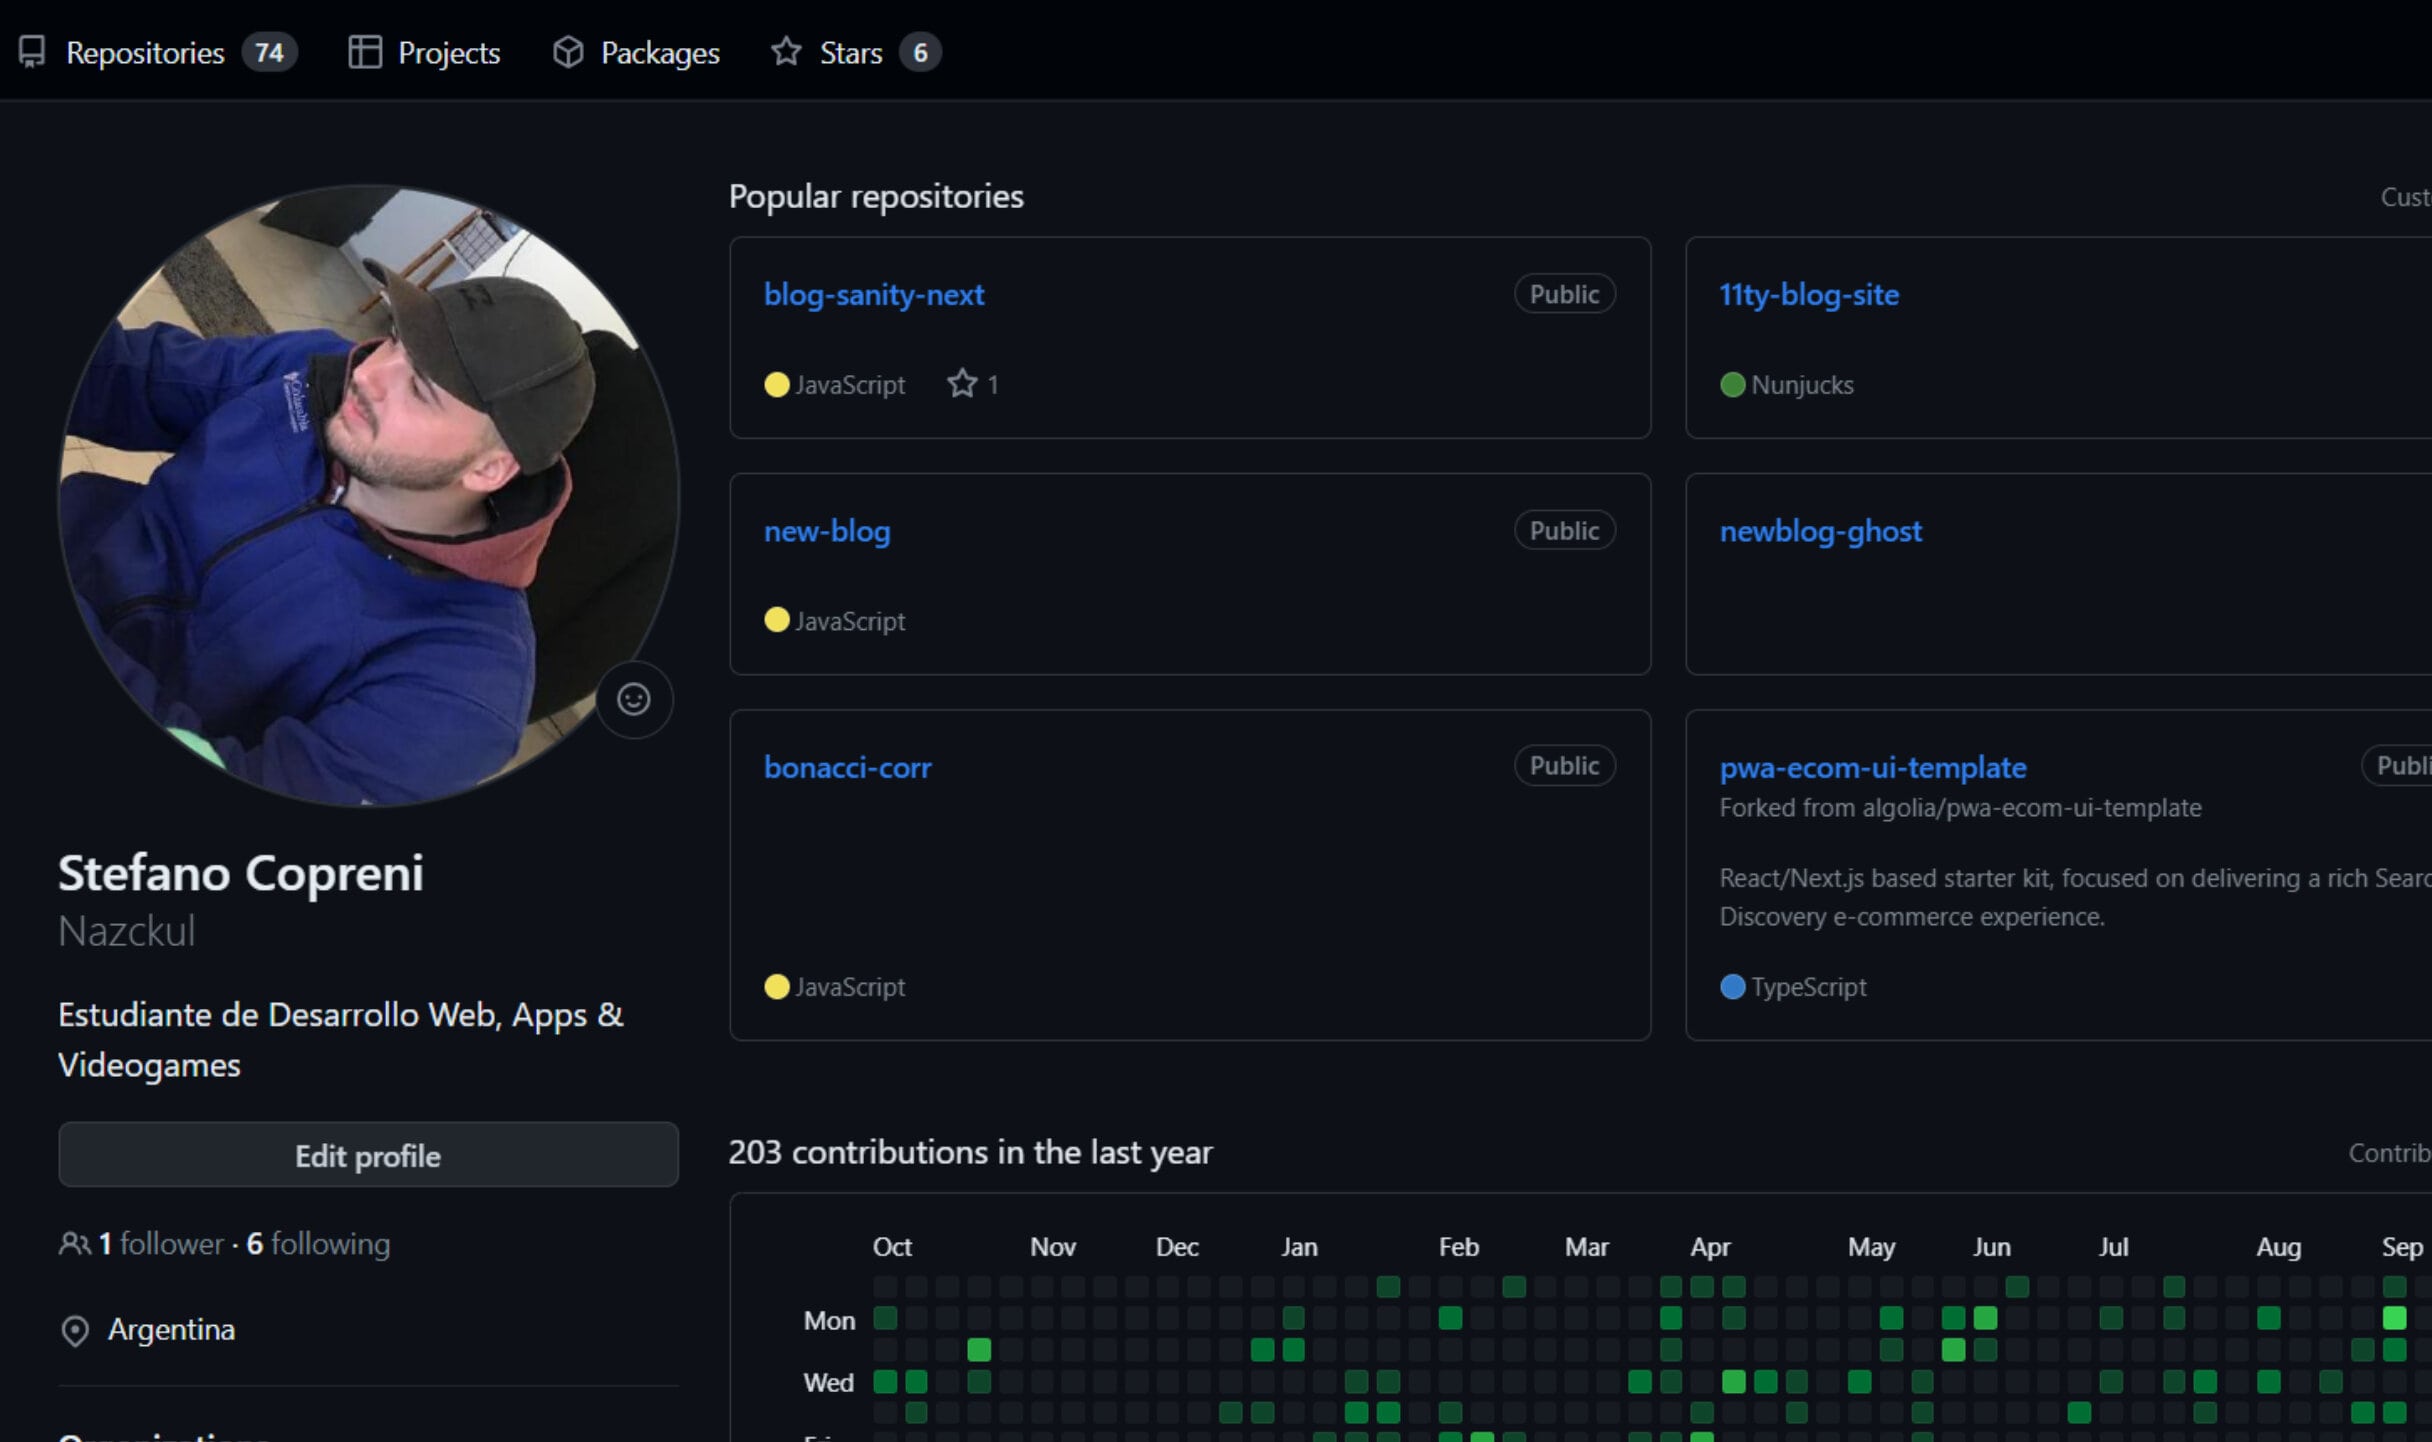 Repositories 74 Projects Packages Stars 6
Popular repositories
blog-sanity-next Public
JavaScript 1
11ty-blog-site
Nunjucks
new-blog Public
JavaScript
newblog-ghost
bonacci-corr Public
JavaScript
pwa-ecom-ui-template
Forked from algolia/pwa-ecom-ui-template
React/Next.js based starter kit, focused on delivering a rich
Discovery e-commerce experience.
TypeScript
Columbia
Stefano Copreni
Nazckul
Estudiante de Desarrollo Web, Apps &
Videogames
Edit profile
1 follower · 6 following
Argentina
203 contributions in the last year
Oct Nov Dec Jan Feb Mar Apr May Jun Jul Aug Sep
Mon
Wed